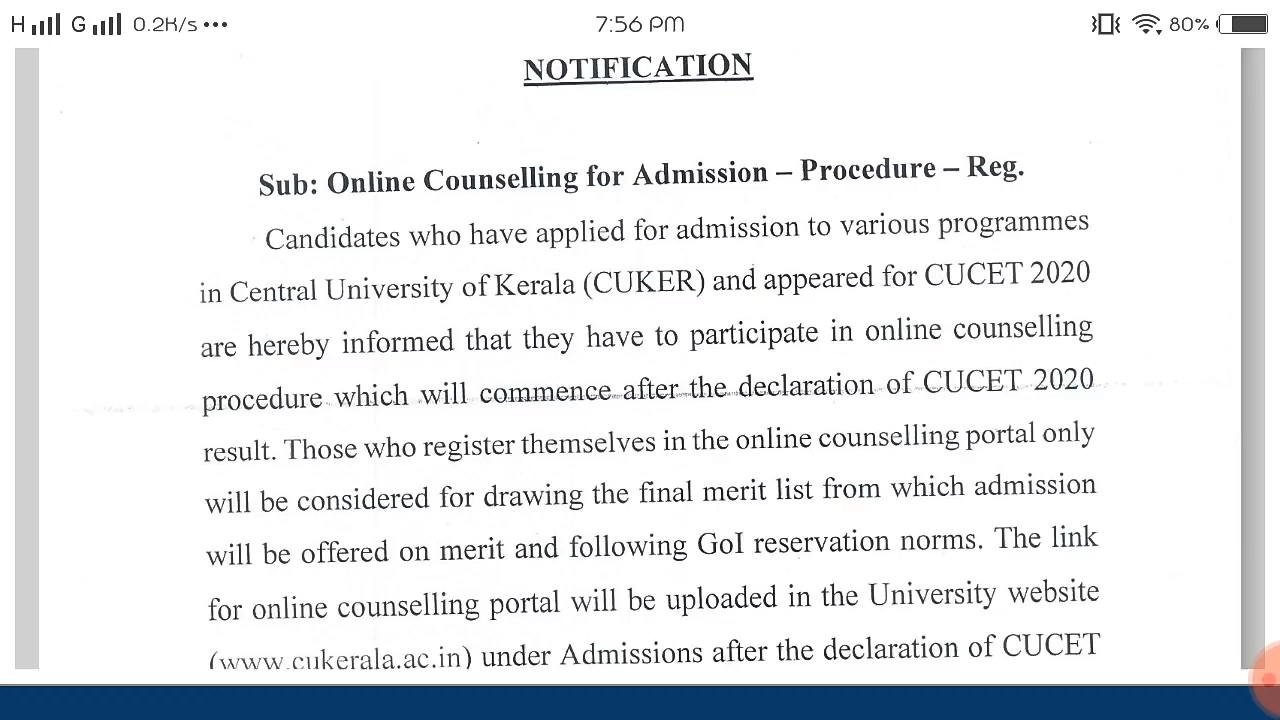 H G 0.2K/s ••• 7:56 PM 80%
NOTIFICATION
Sub: Online Counselling for Admission – Procedure – Reg.
Candidates who have applied for admission to various programmes
in Central University of Kerala (CUKER) and appeared for CUCET 2020
are hereby informed that they have to participate in online counselling
procedure which will commence after the declaration of CUCET 2020
result. Those who register themselves in the online counselling portal only
will be considered for drawing the final merit list from which admission
will be offered on merit and following GoI reservation norms. The link
for online counselling portal will be uploaded in the University website
(www.cukerala.ac.in) under Admissions after the declaration of CUCET